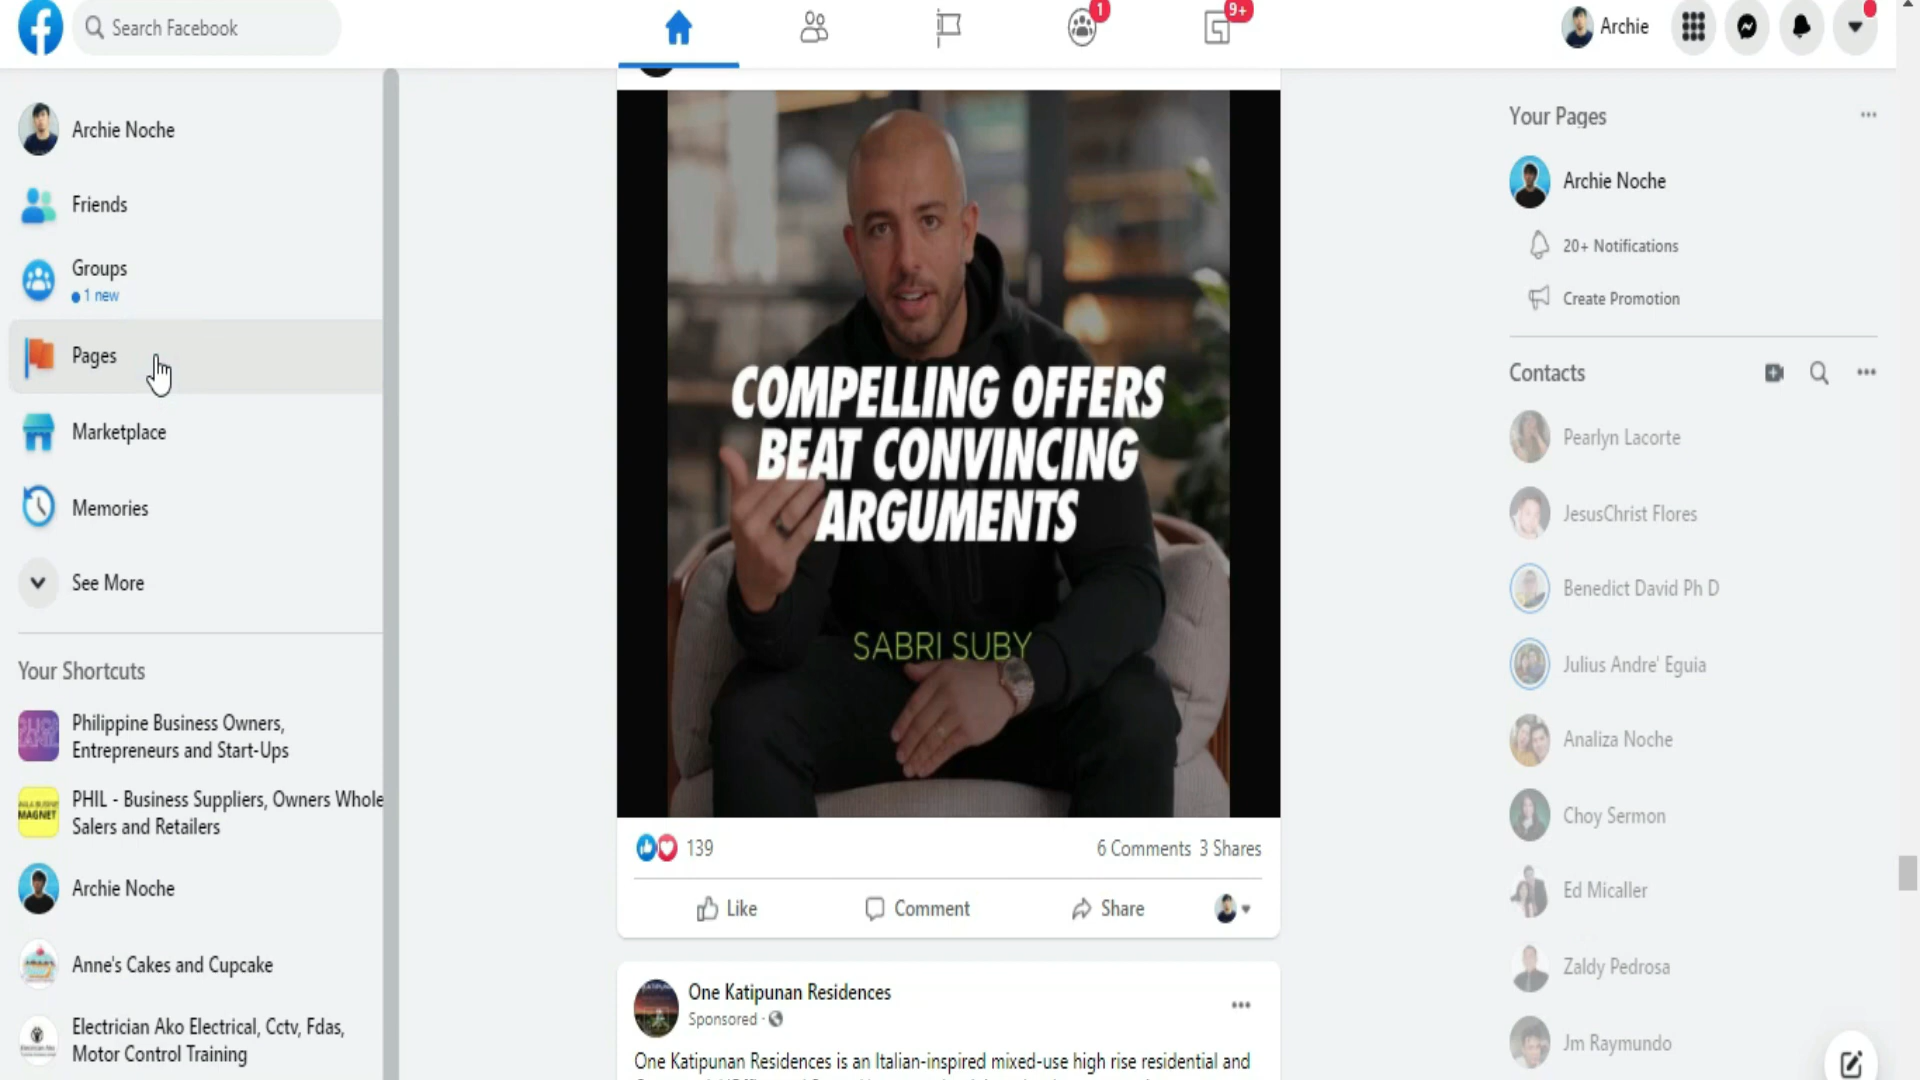 Search Facebook
1
9+
Archie
Archie Noche
Friends
Groups
1 new
Pages
Marketplace
Memories
See More
Your Shortcuts
Philippine Business Owners,
Entrepreneurs and Start-Ups
MAGNET
PHIL - Business Suppliers, Owners Whole
Salers and Retailers
Archie Noche
Anne's Cakes and Cupcake
Electrician Ako Electrical, Cctv, Fdas,
Motor Control Training
COMPELLING OFFERS
BEAT CONVINCING
ARGUMENTS
SABRI SUBY
139
6 Comments 3 Shares
Like
Comment
Share
One Katipunan Residences
Sponsored ·
One Katipunan Residences is an Italian-inspired mixed-use high rise residential and
Your Pages
Archie Noche
20+ Notifications
Create Promotion
Contacts
Pearlyn Lacorte
JesusChrist Flores
Benedict David Ph D
Julius Andre' Eguia
Analiza Noche
Choy Sermon
Ed Micaller
Zaldy Pedrosa
Jm Raymundo